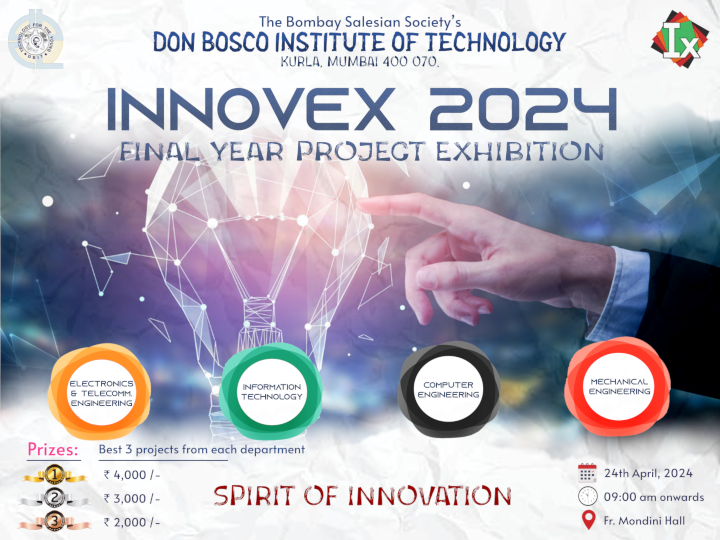 The Bombay Salesian Society's
DON BOSCO INSTITUTE OF TECHNOLOGY
KURLA, MUMBAI 400 070.
Ix
INNOVEX 2024
FINAL YEAR PROJECT EXHIBITION
ELECTRONICS
& TELECOMM.
ENGINEERING
INFORMATION
TECHNOLOGY
COMPUTER
ENGINEERING
MECHANICAL
ENGINEERING
Prizes: Best 3 projects from each department
1 ₹ 4,000 /-
2 ₹ 3,000 /-
3 ₹ 2,000 /-
SPIRIT OF INNOVATION
24th April, 2024
09:00 am onwards
Fr. Mondini Hall